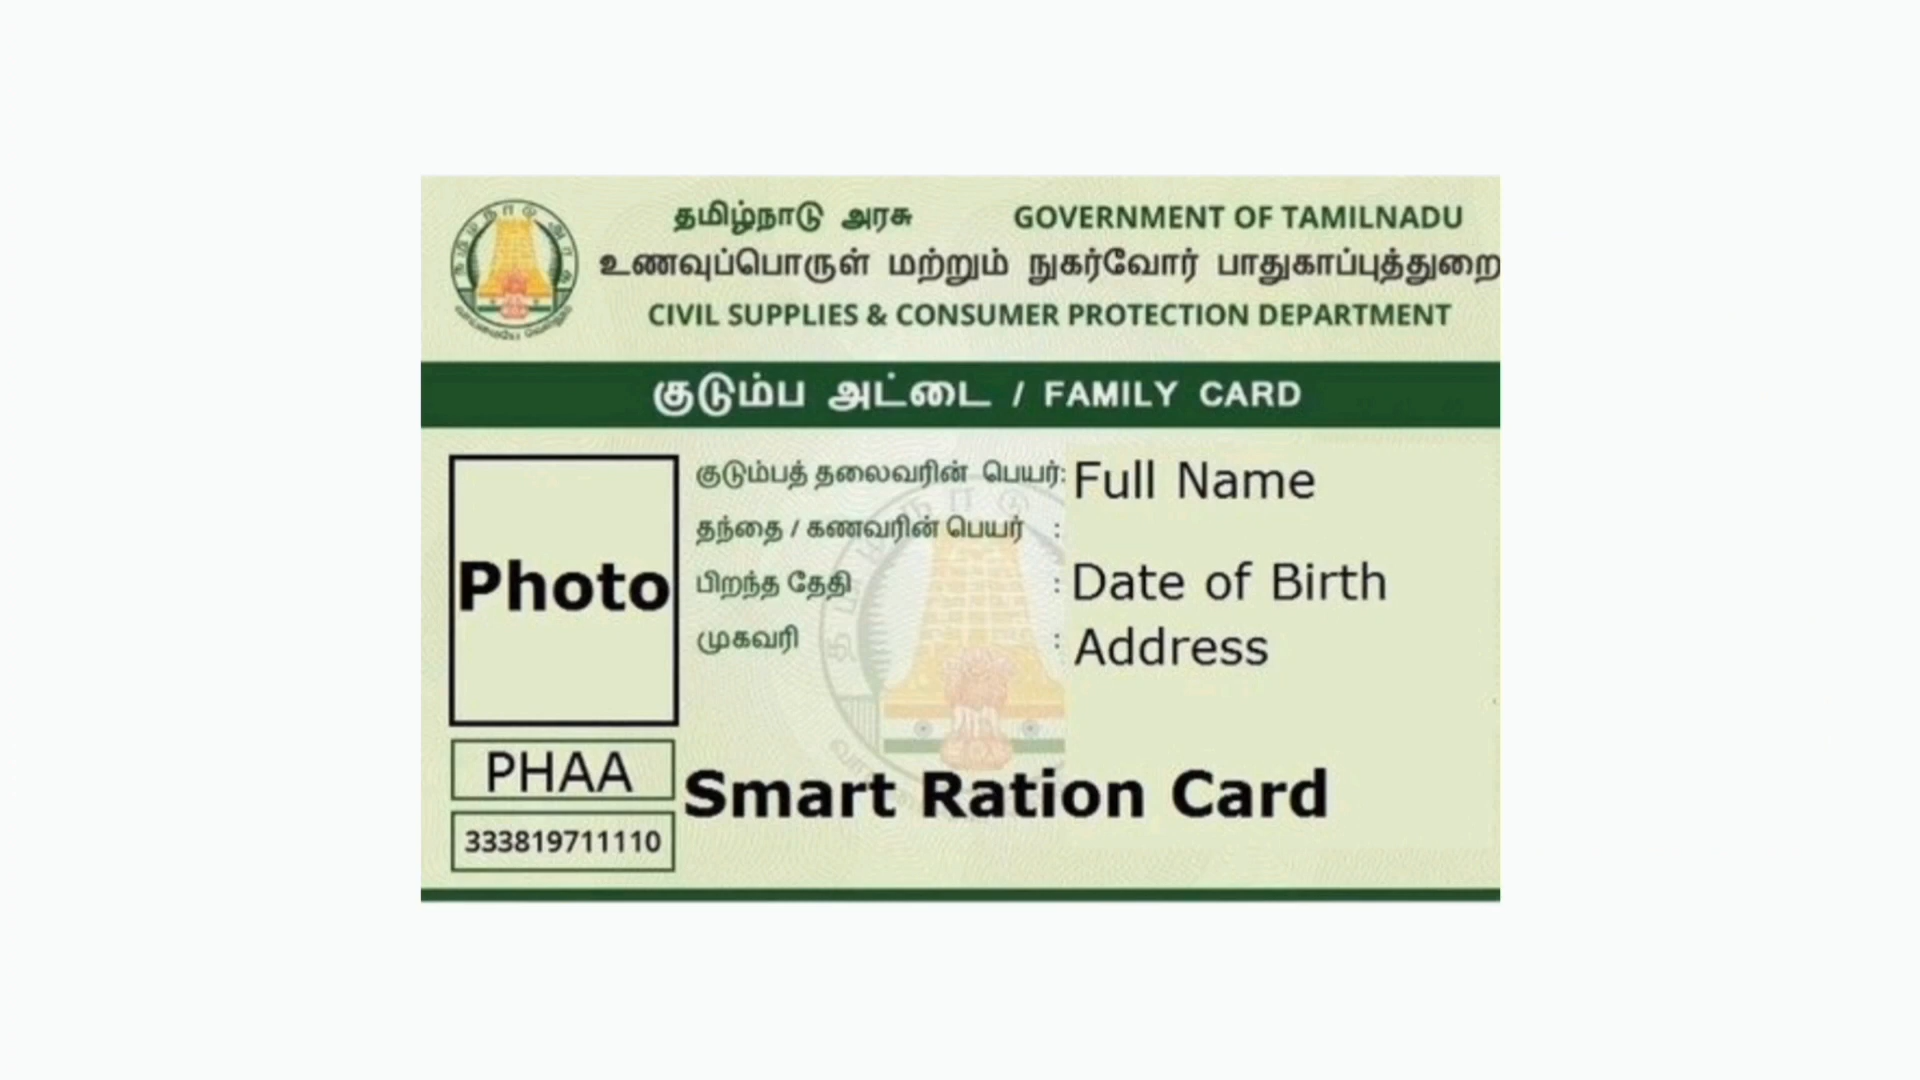 தமிழ்நாடு அரசு GOVERNMENT OF TAMILNADU
உணவுப்பொருள் மற்றும் நுகர்வோர் பாதுகாப்புத்துறை
CIVIL SUPPLIES & CONSUMER PROTECTION DEPARTMENT
குடும்ப அட்டை / FAMILY CARD
குடும்பத் தலைவரின் பெயர்: Full Name
தந்தை / கணவரின் பெயர் :
Photo
பிறந்த தேதி : Date of Birth
முகவரி : Address
PHAA
Smart Ration Card
333819711110